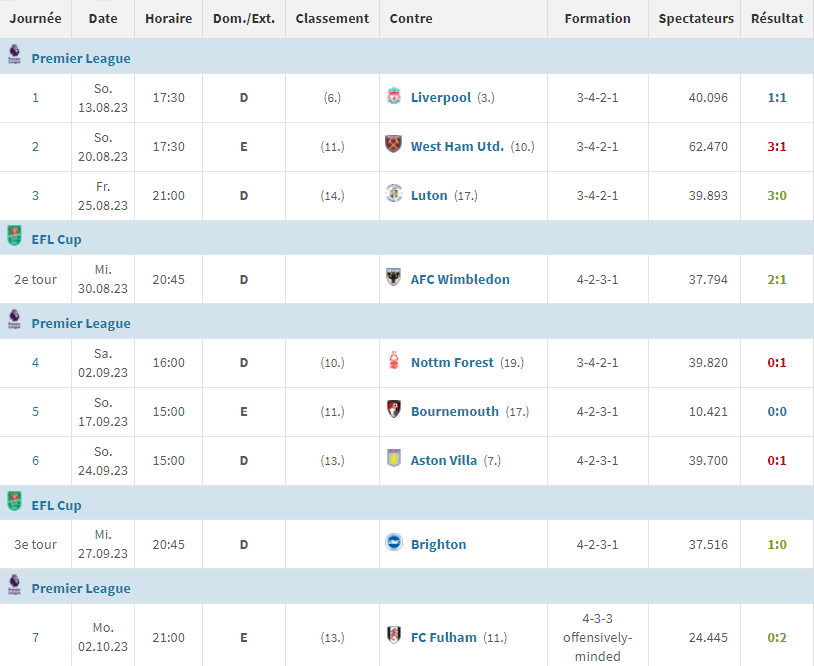 Journée Date Horaire Dom./Ext. Classement Contre Formation Spectateurs Résultat
Premier League
1 So. 13.08.23 17:30 D (6.) Liverpool (3.) 3-4-2-1 40.096 1:1
2 So. 20.08.23 17:30 E (11.) West Ham Utd. (10.) 3-4-2-1 62.470 3:1
3 Fr. 25.08.23 21:00 D (14.) Luton (17.) 3-4-2-1 39.893 3:0
EFL Cup
2e tour Mi. 30.08.23 20:45 D AFC Wimbledon 4-2-3-1 37.794 2:1
Premier League
4 Sa. 02.09.23 16:00 D (10.) Nottm Forest (19.) 3-4-2-1 39.820 0:1
5 So. 17.09.23 15:00 E (11.) Bournemouth (17.) 4-2-3-1 10.421 0:0
6 So. 24.09.23 15:00 D (13.) Aston Villa (7.) 4-2-3-1 39.700 0:1
EFL Cup
3e tour Mi. 27.09.23 20:45 D Brighton 4-2-3-1 37.516 1:0
Premier League
7 Mo. 02.10.23 21:00 E (13.) FC Fulham (11.) 4-3-3 offensively-minded 24.445 0:2